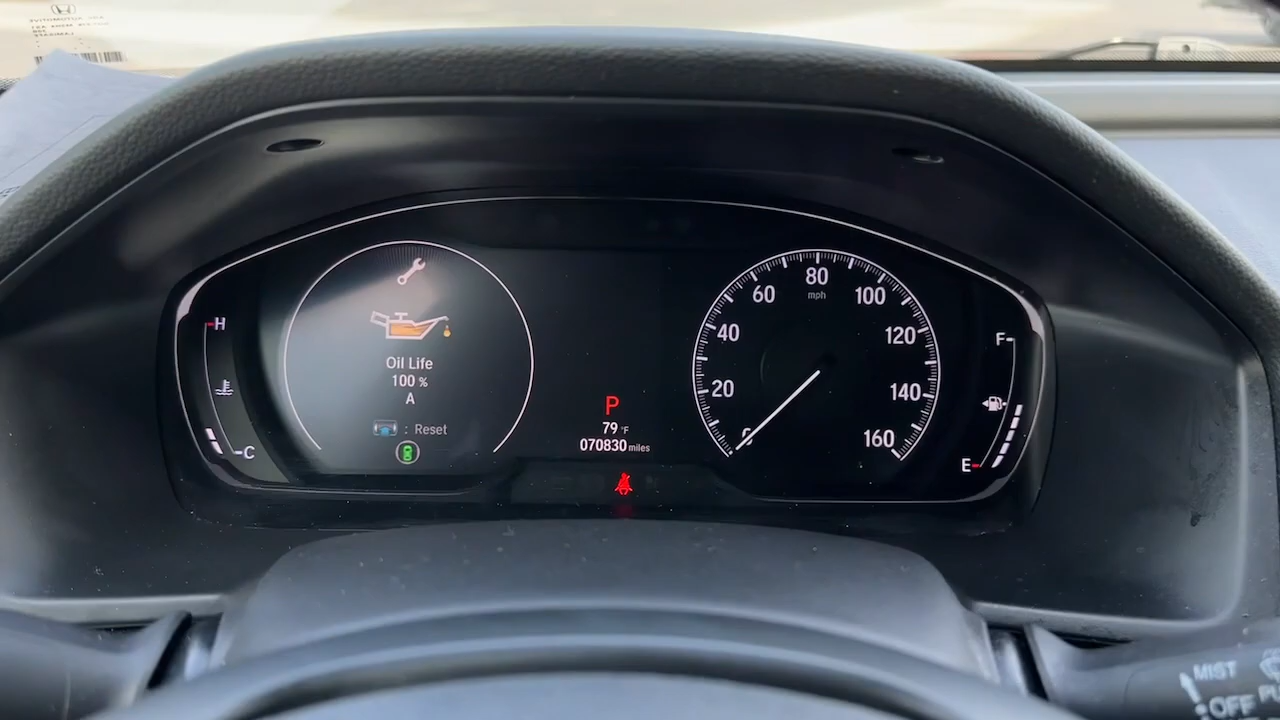 H
C
Oil Life
100 %
A
: Reset
P
79 °F
070830 miles
0
20
40
60
80
mph
100
120
140
160
F
E
MIST
OFF